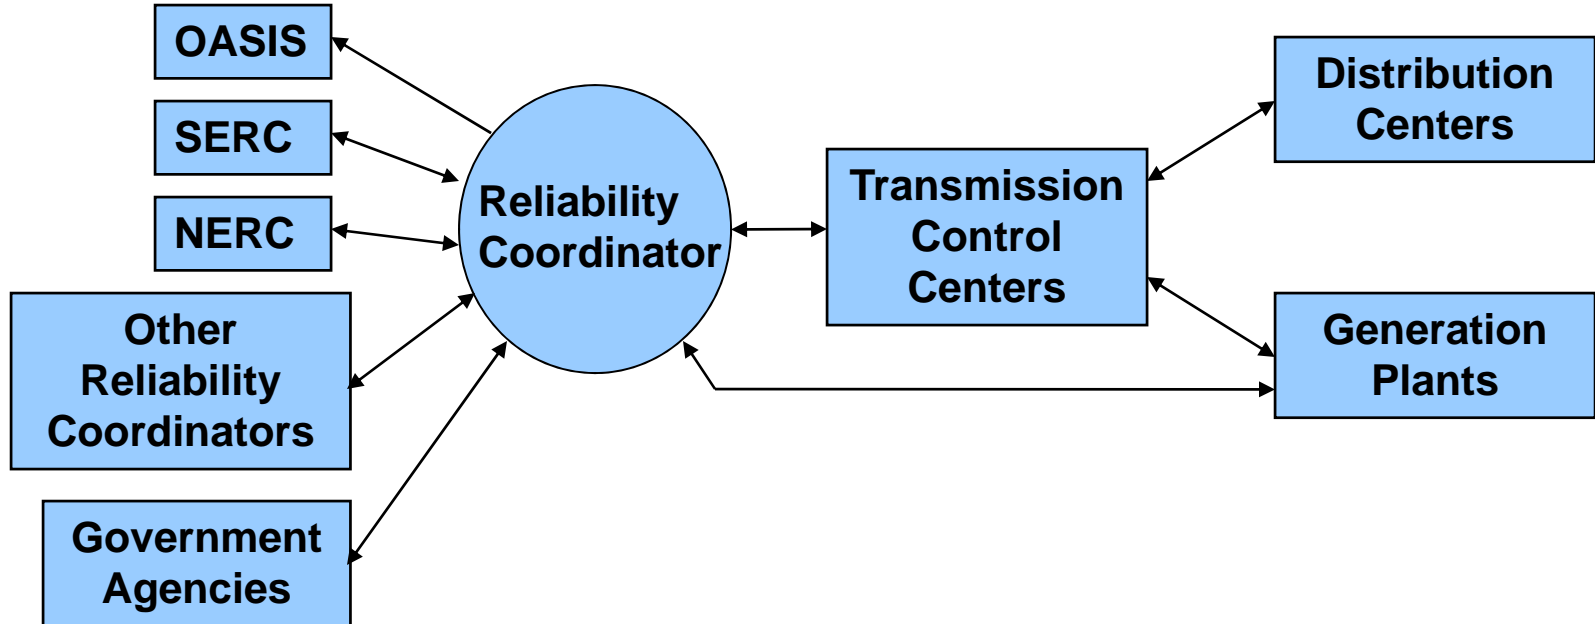 OASIS
SERC
NERC
Other
Reliability
Coordinators
Government
Agencies
Reliability
Coordinator
Transmission
Control
Centers
Distribution
Centers
Generation
Plants